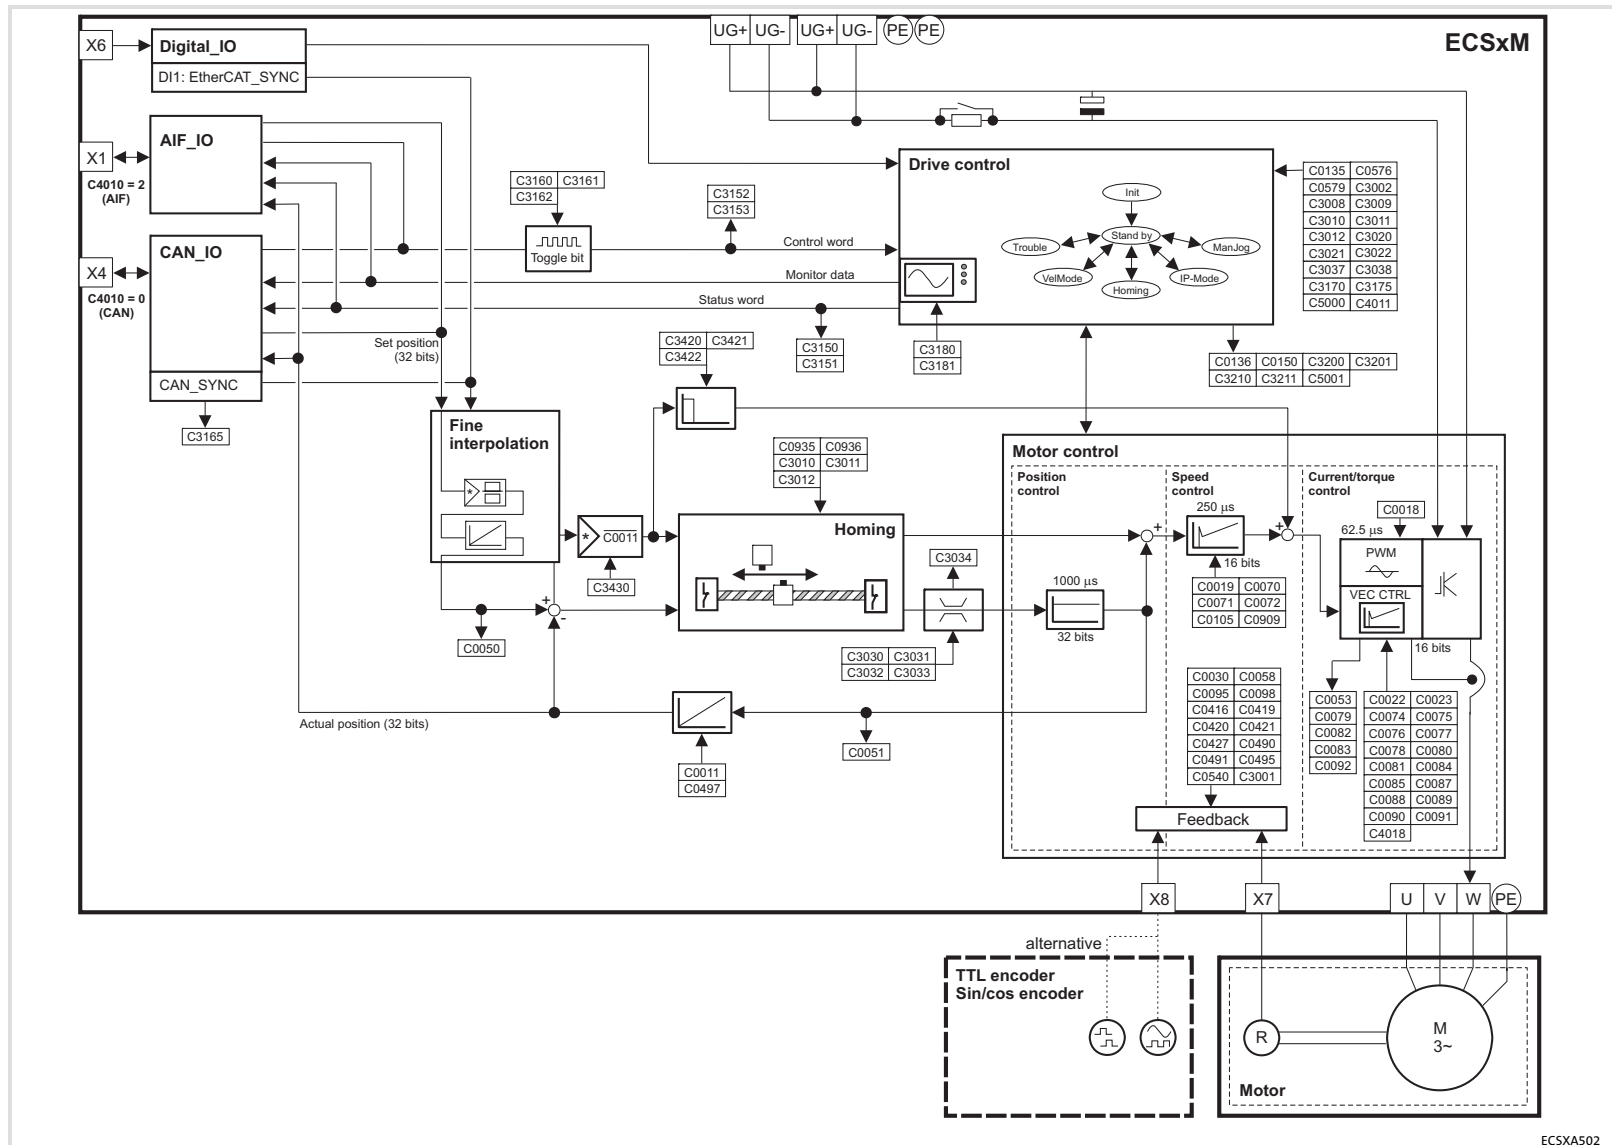 UG+ UG- UG+ UG- PE PE
ECSxM
X6
Digital_IO
DI1: EtherCAT_SYNC
X1
C4010 = 2
(AIF)
AIF_IO
X4
C4010 = 0
(CAN)
CAN_IO
CAN_SYNC
C3165
C3160 C3161
C3162
Toggle bit
C3152
C3153
Control word
Monitor data
Status word
Set position
(32 bits)
C3150
C3151
Drive control
Init
Stand by
Trouble
ManJog
VelMode
IP-Mode
Homing
C3180
C3181
C0135 C0576
C0579 C3002
C3008 C3009
C3010 C3011
C3012 C3020
C3021 C3022
C3037 C3038
C3170 C3175
C5000 C4011
C0136 C0150 C3200 C3201
C3210 C3211 C5001
C3420 C3421
C3422
Fine
interpolation
*
* C0011
C3430
+
-
C0050
C0935 C0936
C3010 C3011
C3012
Homing
C3034
C3030 C3031
C3032 C3033
Actual position (32 bits)
C0011
C0497
C0051
Motor control
Position
control
1000 µs
32 bits
+
Speed
control
250 µs
16 bits
C0019 C0070
C0071 C0072
C0105 C0909
+
C0030 C0058
C0095 C0098
C0416 C0419
C0420 C0421
C0427 C0490
C0491 C0495
C0540 C3001
Feedback
Current/torque
control
C0018
62.5 µs
PWM
VEC CTRL
16 bits
C0053
C0079
C0082
C0083
C0092
C0022 C0023
C0074 C0075
C0076 C0077
C0078 C0080
C0081 C0084
C0085 C0087
C0088 C0089
C0090 C0091
C4018
X8 X7 U V W PE
alternative
TTL encoder
Sin/cos encoder
R
M
3~
Motor
ECSXA502